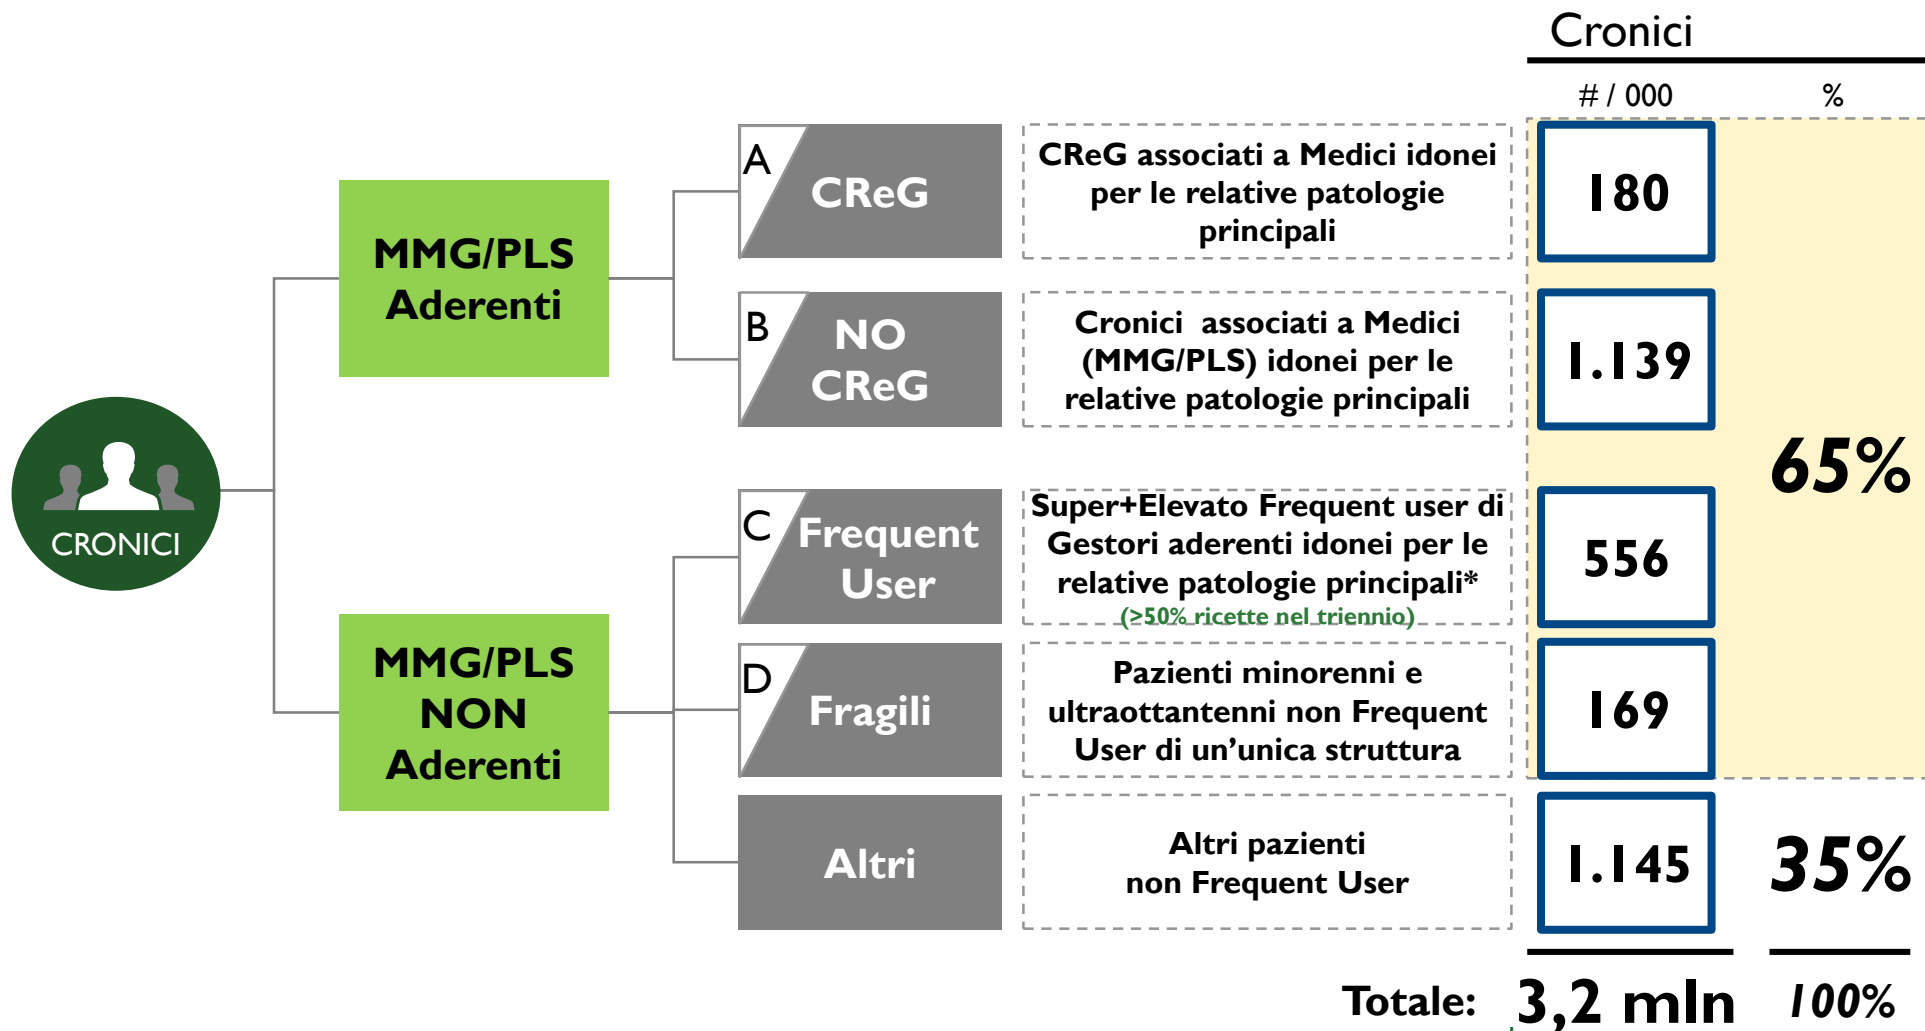 Cronici
# / 000 %
A
CReG
CReG associati a Medici idonei
per le relative patologie
principali
180
MMG/PLS
Aderenti
B
NO
CReG
Cronici associati a Medici
(MMG/PLS) idonei per le
relative patologie principali
1.139
65%
CRONICI
C
Frequent
User
Super+Elevato Frequent user di
Gestori aderenti idonei per le
relative patologie principali*
(>50% ricette nel triennio)
556
MMG/PLS
NON
Aderenti
D
Fragili
Pazienti minorenni e
ultraottantenni non Frequent
User di un’unica struttura
169
Altri
Altri pazienti
non Frequent User
1.145
35%
Totale: 3,2 mln 100%